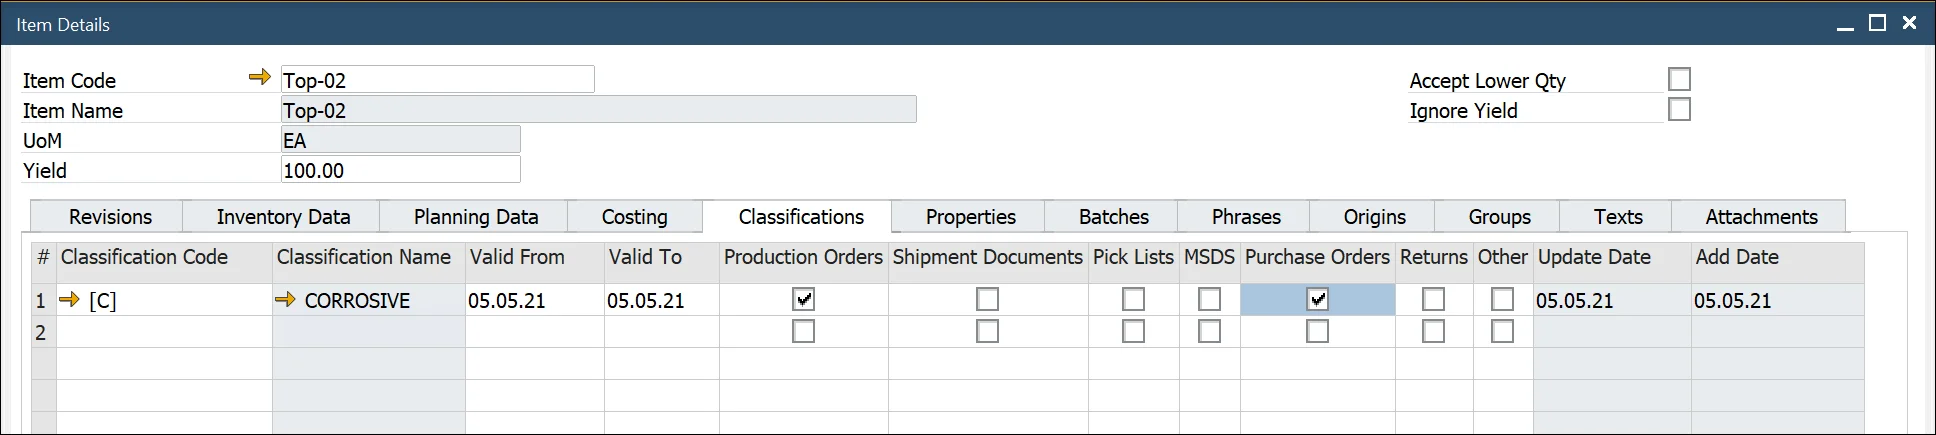 Item Details
Item Code Top-02 Accept Lower Qty
Item Name Top-02 Ignore Yield
UoM EA
Yield 100.00
Revisions Inventory Data Planning Data Costing Classifications Properties Batches Phrases Origins Groups Texts Attachments
# Classification Code Classification Name Valid From Valid To Production Orders Shipment Documents Pick Lists MSDS Purchase Orders Returns Other Update Date Add Date
1 [C] CORROSIVE 05.05.21 05.05.21 05.05.21 05.05.21
2